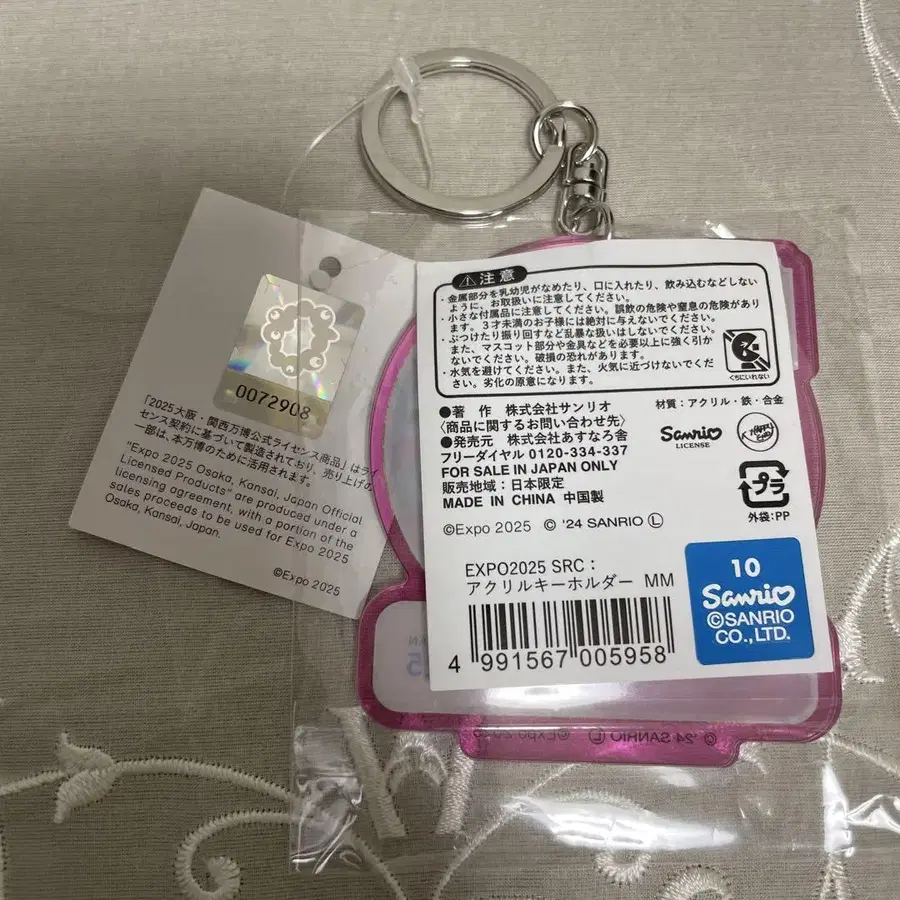 0072908
「2025大阪・関西万博公式ライセンス商品」はライ
センス契約に基づいて製造されており、売り上げの
一部は、本万博のために活用されます。
"Expo 2025 Osaka, Kansai, Japan Official
Licensed Products" are produced under a
licensing agreement, with a portion of the
sales proceeds to be used for Expo 2025
Osaka, Kansai, Japan.
©Expo 2025
注意
・金属部分を乳幼児がなめたり、口に入れたり、飲み込むなどしない
ように、お取扱いに注意してください。
・小さな付属品に注意してください。誤飲の危険や窒息の危険があり
ます。3才未満のお子様には絶対に与えないでください。
・ぶつけたり振り回すなど乱暴な扱いはしないでください。
また、マスコット部分や金具などを必要以上に強く引か
ないでください。破損の恐れがあります。
・水気を避けてください。また、火気に近づけないでくだ
さい。劣化の原因になります。
くちにいれない
●著 作 株式会社サンリオ
〈商品に関するお問い合わせ先〉
●発売元 株式会社あすなろ舎
フリーダイヤル 0120-334-337
FOR SALE IN JAPAN ONLY
販売地域：日本限定
MADE IN CHINA 中国製
©Expo 2025 © '24 SANRIO Ⓛ
材質：アクリル・鉄・合金
Sanrio
LICENSE
プラ
外袋：PP
EXPO2025 SRC：
アクリルキーホルダー MM
4 991567 005958
10
Sanrio
©SANRIO
CO.,LTD.
© '24 SANRIO Ⓛ